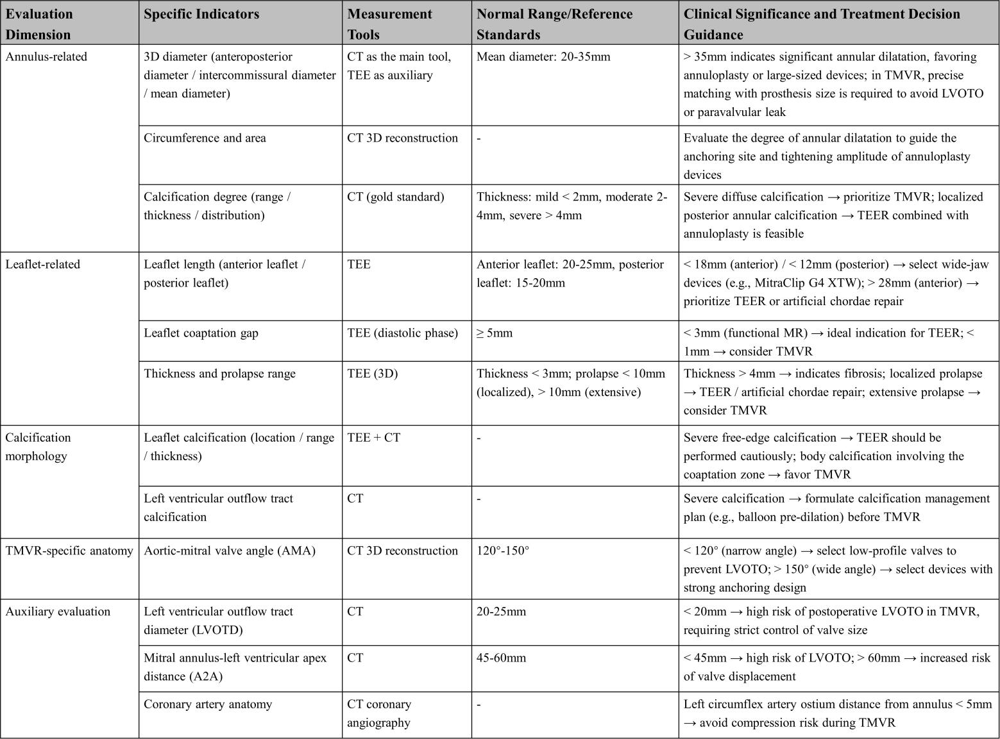 Evaluation
Dimension
Specific Indicators
Measurement
Tools
Normal Range/Reference
Standards
Clinical Significance and Treatment Decision
Guidance
Annulus-related
3D diameter (anteroposterior
diameter / intercommissural diameter
/ mean diameter)
CT as the main tool,
TEE as auxiliary
Mean diameter: 20-35mm
> 35mm indicates significant annular dilatation, favoring
annuloplasty or large-sized devices; in TMVR, precise
matching with prosthesis size is required to avoid LVOTO
or paravalvular leak
Circumference and area
CT 3D reconstruction
-
Evaluate the degree of annular dilatation to guide the
anchoring site and tightening amplitude of annuloplasty
devices
Calcification degree (range /
thickness / distribution)
CT (gold standard)
Thickness: mild < 2mm, moderate 2-
4mm, severe > 4mm
Severe diffuse calcification → prioritize TMVR; localized
posterior annular calcification → TEER combined with
annuloplasty is feasible
Leaflet-related
Leaflet length (anterior leaflet /
posterior leaflet)
TEE
Anterior leaflet: 20-25mm, posterior
leaflet: 15-20mm
< 18mm (anterior) / < 12mm (posterior) → select wide-jaw
devices (e.g., MitraClip G4 XTW); > 28mm (anterior) →
prioritize TEER or artificial chordae repair
Leaflet coaptation gap
TEE (diastolic phase)
≥ 5mm
< 3mm (functional MR) → ideal indication for TEER; <
1mm → consider TMVR
Thickness and prolapse range
TEE (3D)
Thickness < 3mm; prolapse < 10mm
(localized), > 10mm (extensive)
Thickness > 4mm → indicates fibrosis; localized prolapse
→ TEER / artificial chordae repair; extensive prolapse →
consider TMVR
Calcification
morphology
Leaflet calcification (location / range
/ thickness)
TEE + CT
-
Severe free-edge calcification → TEER should be
performed cautiously; body calcification involving the
coaptation zone → favor TMVR
Left ventricular outflow tract
calcification
CT
-
Severe calcification → formulate calcification management
plan (e.g., balloon pre-dilation) before TMVR
TMVR-specific anatomy
Aortic-mitral valve angle (AMA)
CT 3D reconstruction
120°-150°
< 120° (narrow angle) → select low-profile valves to
prevent LVOTO; > 150° (wide angle) → select devices with
strong anchoring design
Auxiliary evaluation
Left ventricular outflow tract
diameter (LVOTD)
CT
20-25mm
< 20mm → high risk of postoperative LVOTO in TMVR,
requiring strict control of valve size
Mitral annulus-left ventricular apex
distance (A2A)
CT
45-60mm
< 45mm → high risk of LVOTO; > 60mm → increased risk
of valve displacement
Coronary artery anatomy
CT coronary
angiography
-
Left circumflex artery ostium distance from annulus < 5mm
→ avoid compression risk during TMVR